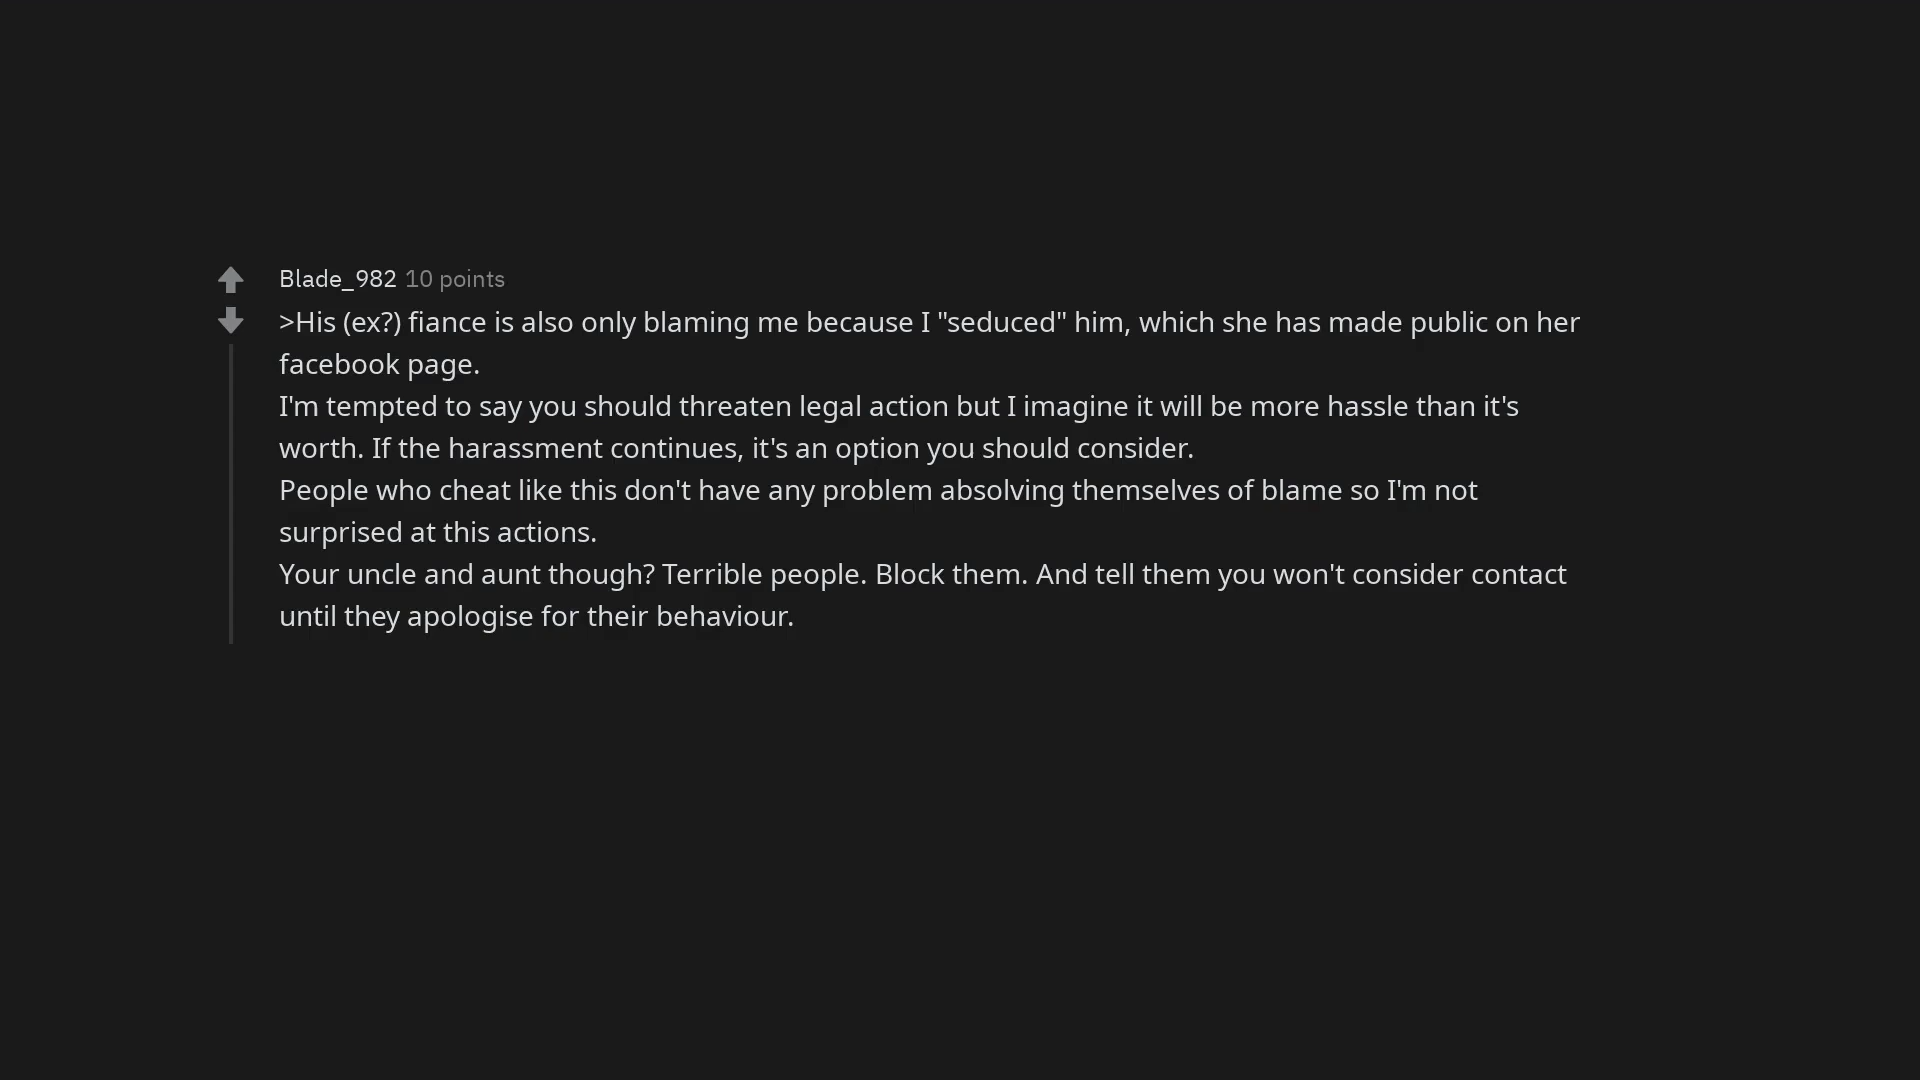 Blade_982 10 points
>His (ex?) fiance is also only blaming me because I "seduced" him, which she has made public on her
facebook page.
I'm tempted to say you should threaten legal action but I imagine it will be more hassle than it's
worth. If the harassment continues, it's an option you should consider.
People who cheat like this don't have any problem absolving themselves of blame so I'm not
surprised at this actions.
Your uncle and aunt though? Terrible people. Block them. And tell them you won't consider contact
until they apologise for their behaviour.